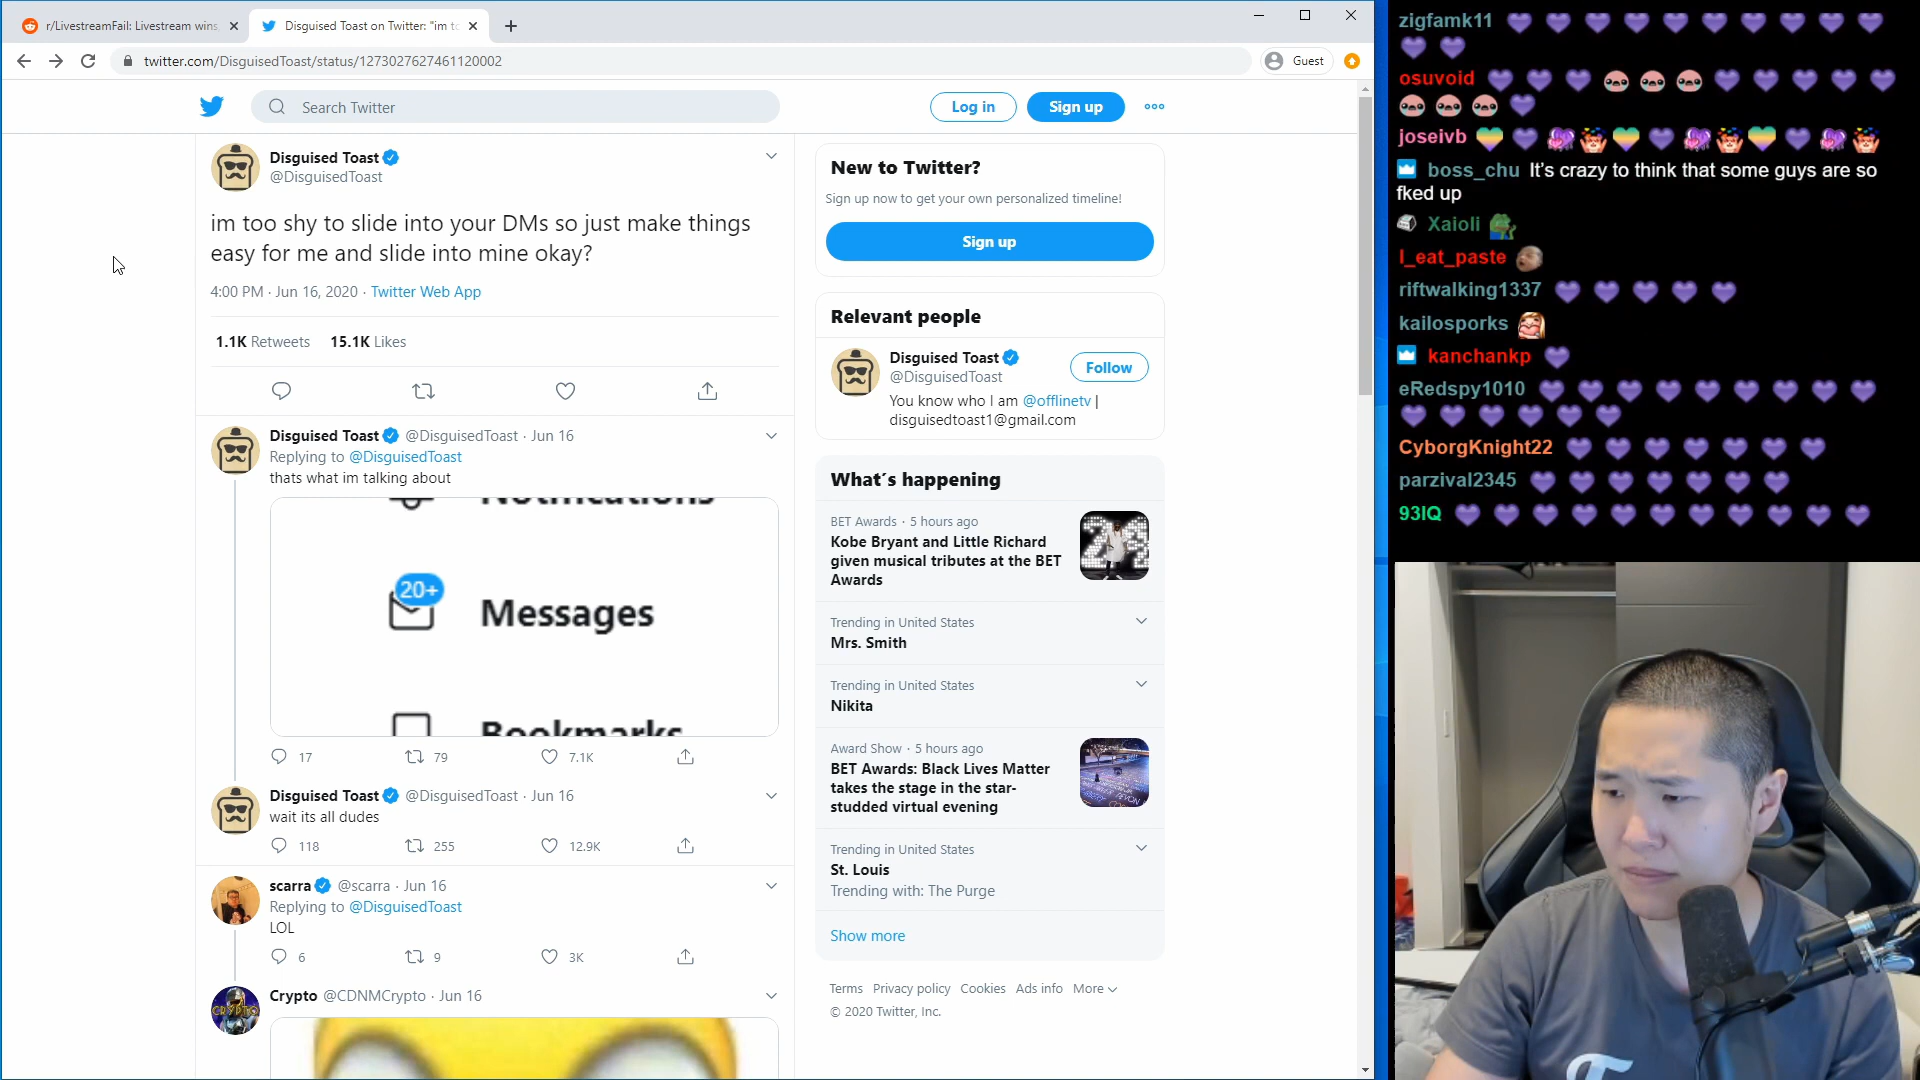 r/LivestreamFail: Livestream wins,
Disguised Toast on Twitter: "im to
twitter.com/DisguisedToast/status/1273027627461120002
Guest
Search Twitter
Log in
Sign up
Disguised Toast
@DisguisedToast
im too shy to slide into your DMs so just make things
easy for me and slide into mine okay?
4:00 PM · Jun 16, 2020 · Twitter Web App
1.1K Retweets 15.1K Likes
Disguised Toast @DisguisedToast · Jun 16
Replying to @DisguisedToast
thats what im talking about
Notifications
20+
Messages
Bookmarks
17 79 7.1K
Disguised Toast @DisguisedToast · Jun 16
wait its all dudes
118 255 12.9K
scarra @scarra · Jun 16
Replying to @DisguisedToast
LOL
6 9 3K
Crypto @CDNMCrypto · Jun 16
CRYPTO
New to Twitter?
Sign up now to get your own personalized timeline!
Sign up
Relevant people
Disguised Toast
@DisguisedToast
Follow
You know who I am @offlinetv |
disguisedtoast1@gmail.com
What's happening
BET Awards · 5 hours ago
Kobe Bryant and Little Richard
given musical tributes at the BET
Awards
24
Trending in United States
Mrs. Smith
Trending in United States
Nikita
Award Show · 5 hours ago
BET Awards: Black Lives Matter
takes the stage in the star-
studded virtual evening
Trending in United States
St. Louis
Trending with: The Purge
Show more
Terms Privacy policy Cookies Ads info More
© 2020 Twitter, Inc.
zigfamk11
osuvoid
joseivb
boss_chu It's crazy to think that some guys are so
fked up
Xaioli
I_eat_paste
riftwalking1337
kailosporks
kanchankp
eRedspy1010
CyborgKnight22
parzival2345
93IQ